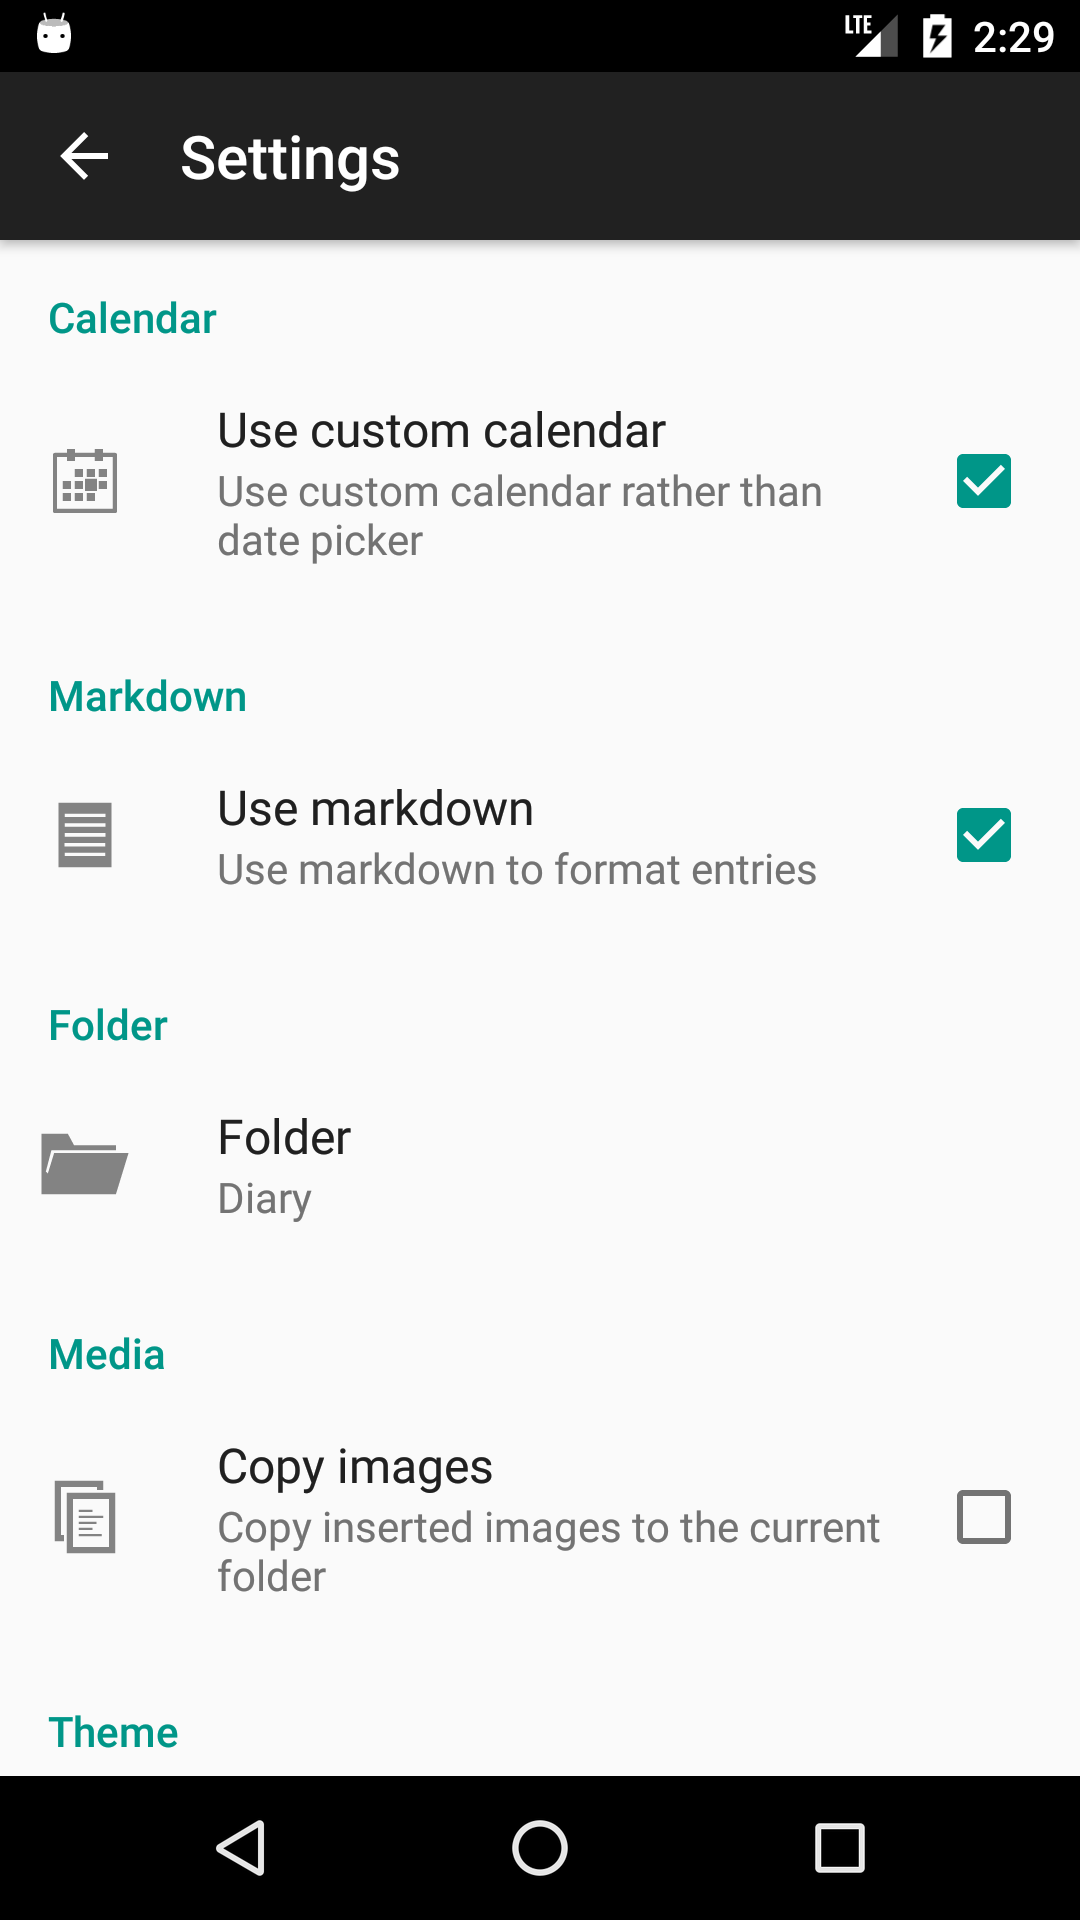 LTE 2:29
Settings
Calendar
Use custom calendar
Use custom calendar rather than
date picker
Markdown
Use markdown
Use markdown to format entries
Folder
Folder
Diary
Media
Copy images
Copy inserted images to the current
folder
Theme